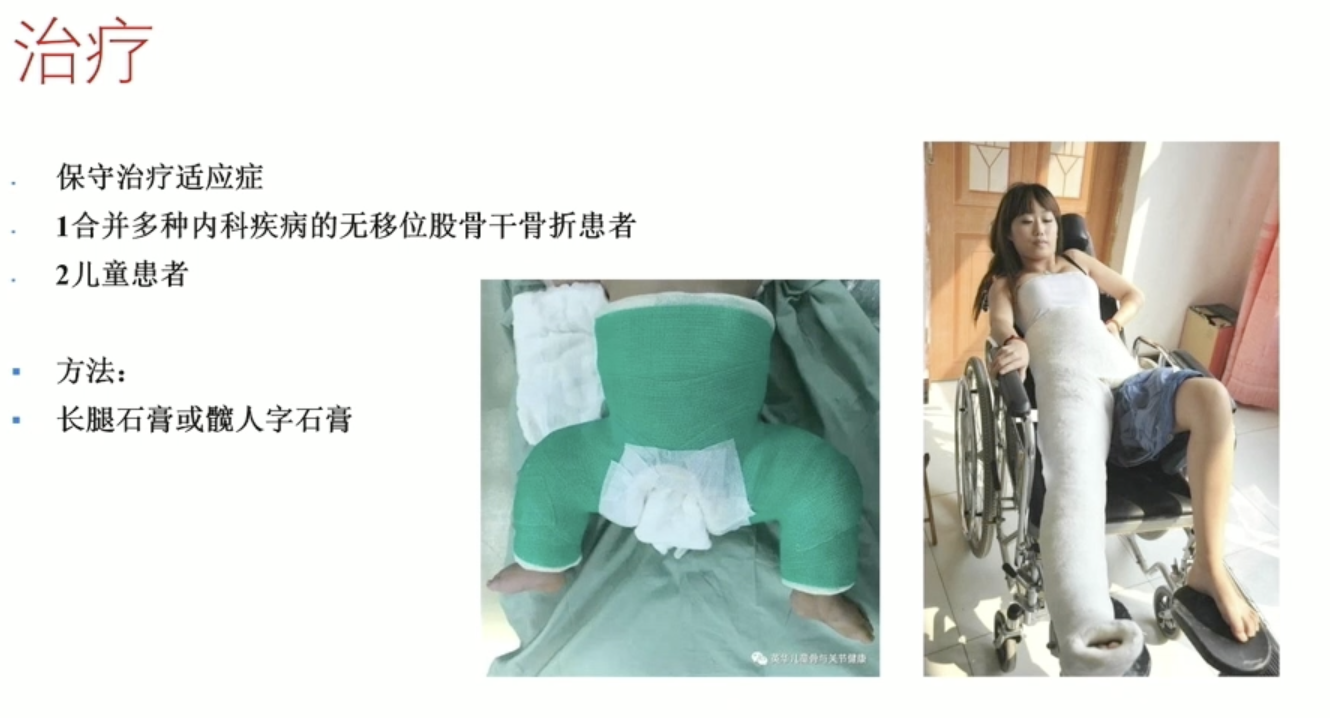 治疗
保守治疗适应症
1合并多种内科疾病的无移位股骨干骨折患者
2儿童患者
方法：
长腿石膏或髋人字石膏
英华儿童骨与关节健康